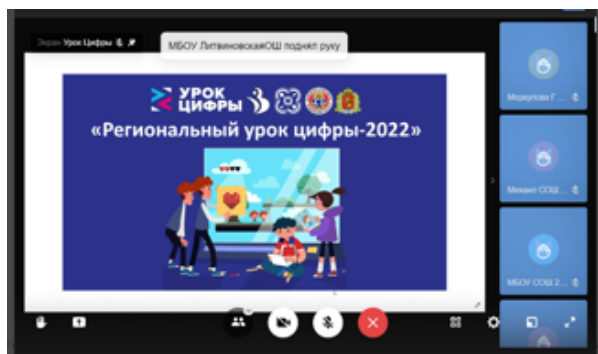 Экран Урок Цифры
МБОУ ЛитвиновскаяОШ поднял руку
УРОК
ЦИФРЫ
«Региональный урок цифры-2022»
Меркулова Г ...
Михаил СОШ ...
МБОУ СОШ 2...